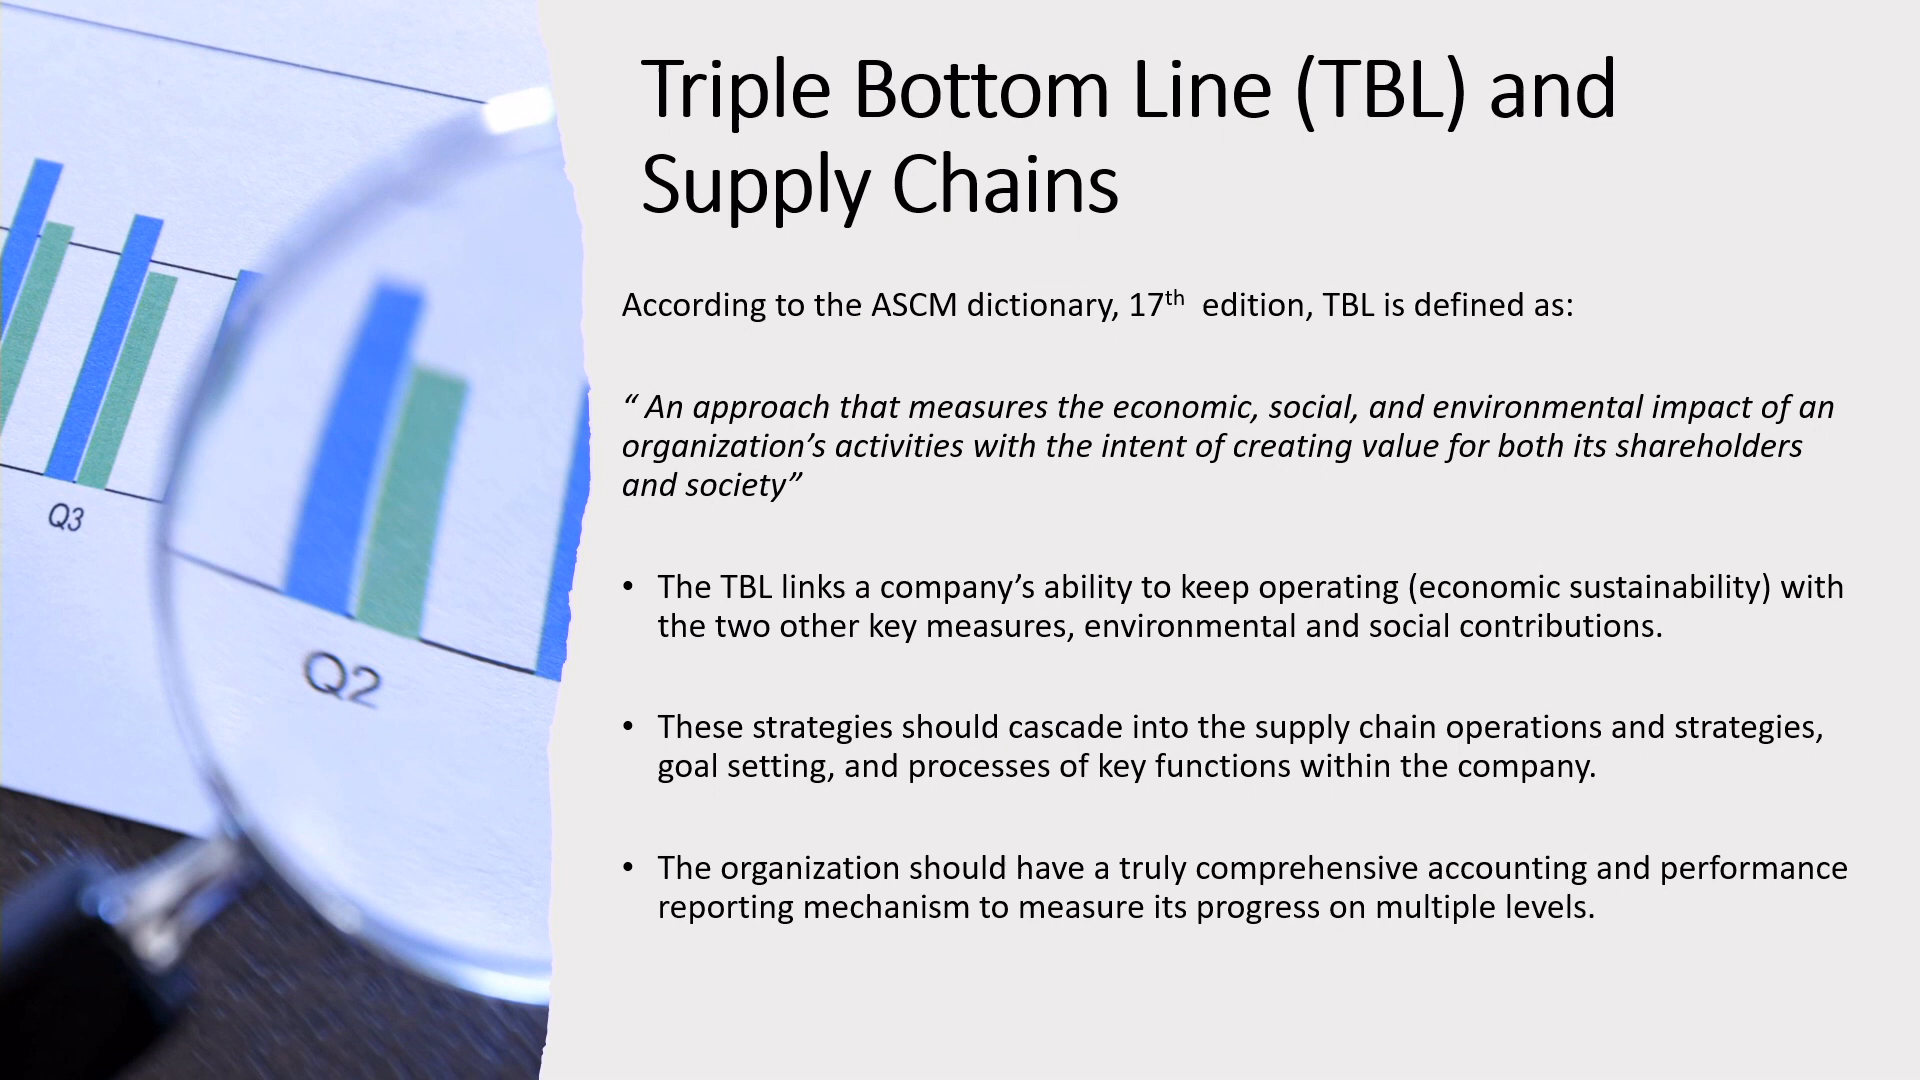 Triple Bottom Line (TBL) and
Supply Chains
According to the ASCM dictionary, 17th edition, TBL is defined as:
“ An approach that measures the economic, social, and environmental impact of an
organization’s activities with the intent of creating value for both its shareholders
and society”
• The TBL links a company’s ability to keep operating (economic sustainability) with
the two other key measures, environmental and social contributions.
• These strategies should cascade into the supply chain operations and strategies,
goal setting, and processes of key functions within the company.
• The organization should have a truly comprehensive accounting and performance
reporting mechanism to measure its progress on multiple levels.
Q3
Q2